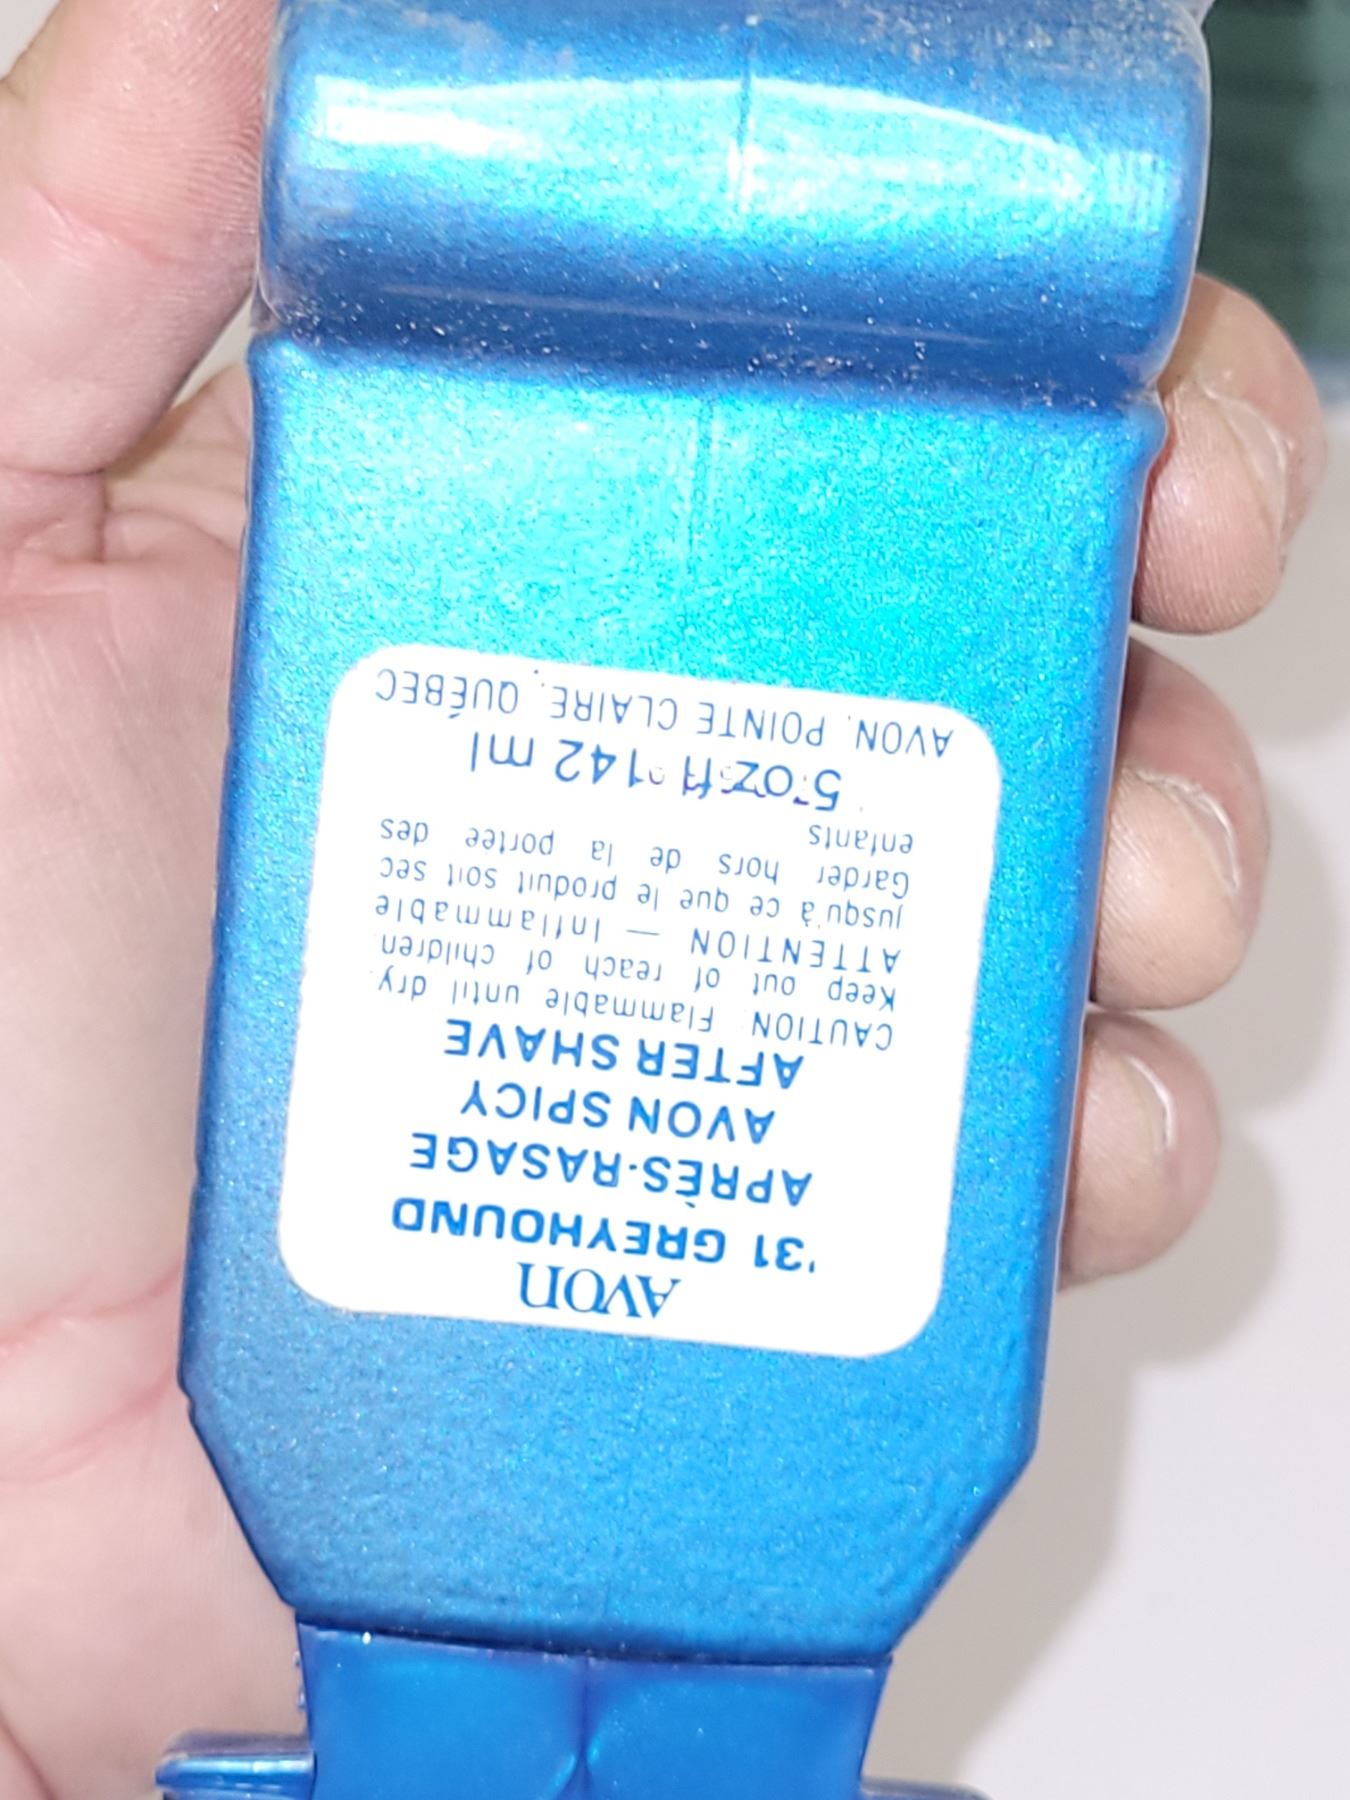 AVON
'31 GREYHOUND
APRÈS-RASAGE
AVON SPICY
AFTER SHAVE
CAUTION Flammable until dry.
Keep out of reach of children
ATTENTION — Inflammable
jusqu'à ce que le produit soit sec
Garder hors de la portée des
enfants
5 oz fl 142 ml
AVON, POINTE CLAIRE, QUÉBEC